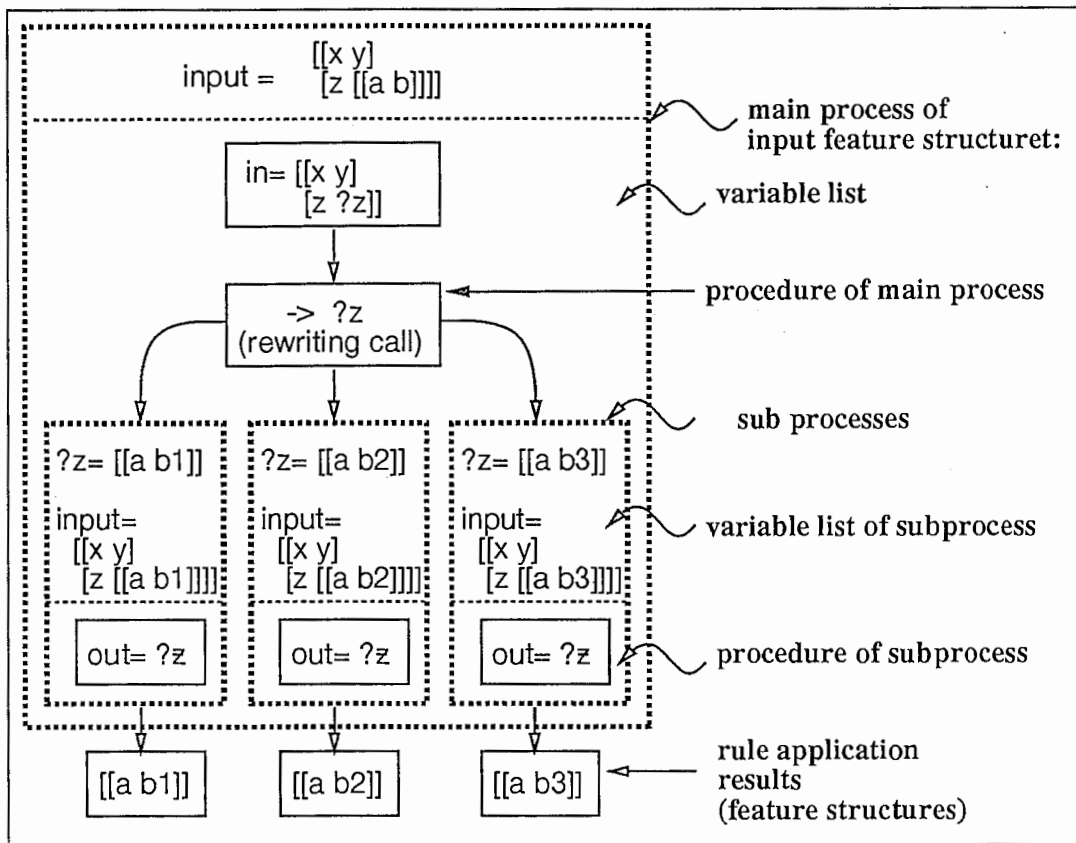 input =
[[x y]
[z [[a b]]]]
main process of
input feature structuret:
in= [[x y]
[z ?z]]
variable list
-> ?z
(rewriting call)
procedure of main process
sub processes
?z= [[a b1]]
input=
[[x y]
[z [[a b1]]]]
?z= [[a b2]]
input=
[[x y]
[z [[a b2]]]]
?z= [[a b3]]
input=
[[x y]
[z [[a b3]]]]
variable list of subprocess
out= ?z
out= ?z
out= ?z
procedure of subprocess
[[a b1]]
[[a b2]]
[[a b3]]
rule application
results
(feature structures)